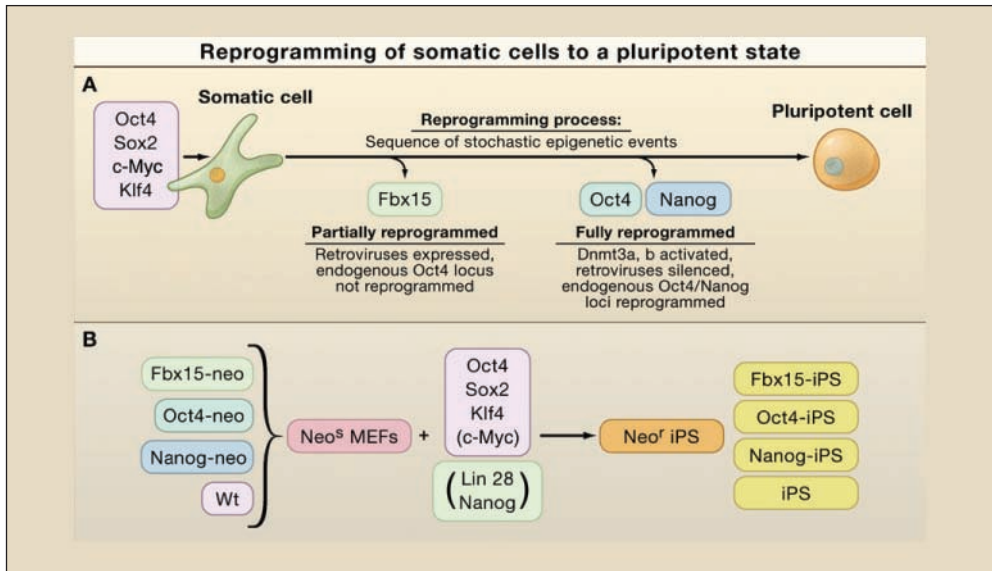 Reprogramming of somatic cells to a pluripotent state
A
Oct4
Sox2
c-Myc
Klf4
Somatic cell
Reprogramming process:
Sequence of stochastic epigenetic events
Pluripotent cell
Fbx15
Partially reprogrammed
Retroviruses expressed,
endogenous Oct4 locus
not reprogrammed
Oct4 Nanog
Fully reprogrammed
Dnmt3a, b activated,
retroviruses silenced,
endogenous Oct4/Nanog
loci reprogrammed
B
Fbx15-neo
Oct4-neo
Nanog-neo
Wt
Neoˢ MEFs +
Oct4
Sox2
Klf4
(c-Myc)
(Lin 28
Nanog)
Neoʳ iPS
Fbx15-iPS
Oct4-iPS
Nanog-iPS
iPS